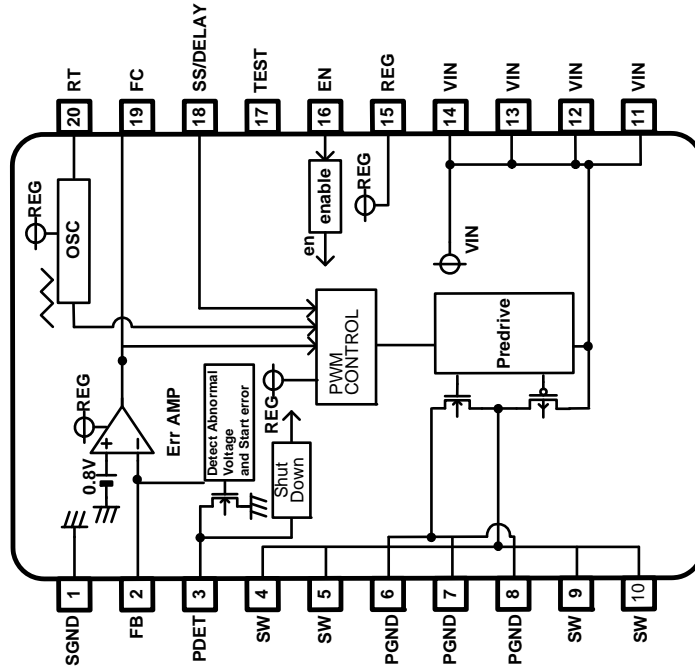 20
RT
19
FC
18
SS/DELAY
17
TEST
16
EN
15
REG
14
VIN
13
VIN
12
VIN
11
VIN
REG
OSC
enable
en
REG
VIN
REG
Err AMP
0.8V
Detect Abnormal
Voltage
and Start error
REG
Shut
Down
PWM
CONTROL
Predrive
SGND
1
FB
2
PDET
3
SW
4
SW
5
PGND
6
PGND
7
PGND
8
SW
9
SW
10